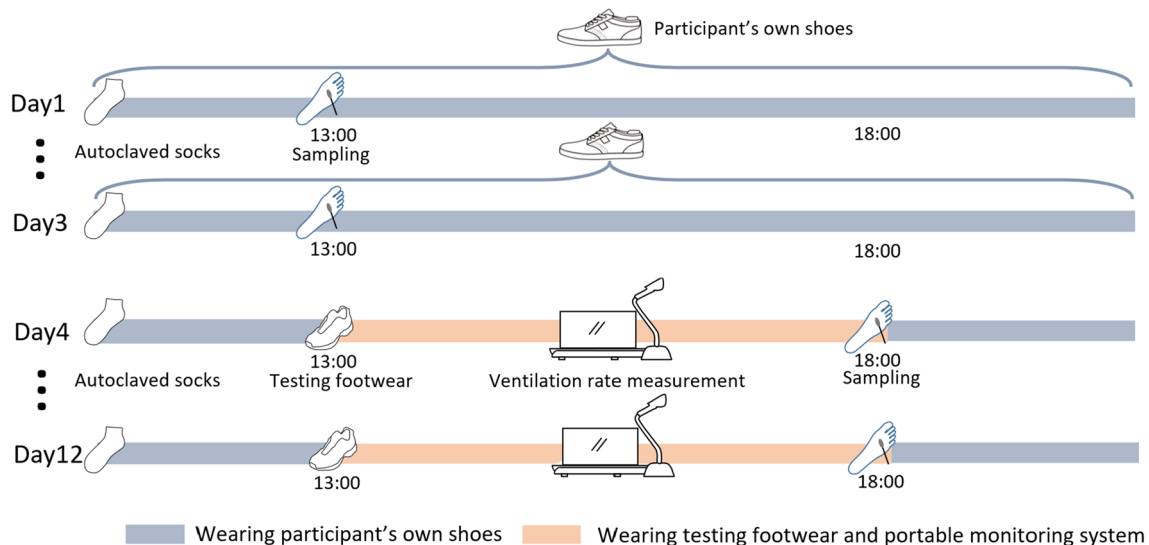 Participant's own shoes
Day1
13:00
18:00
Autoclaved socks
Sampling
Day3
13:00
18:00
Day4
13:00
18:00
Autoclaved socks
Testing footwear
Ventilation rate measurement
Sampling
Day12
13:00
18:00
Wearing participant's own shoes
Wearing testing footwear and portable monitoring system